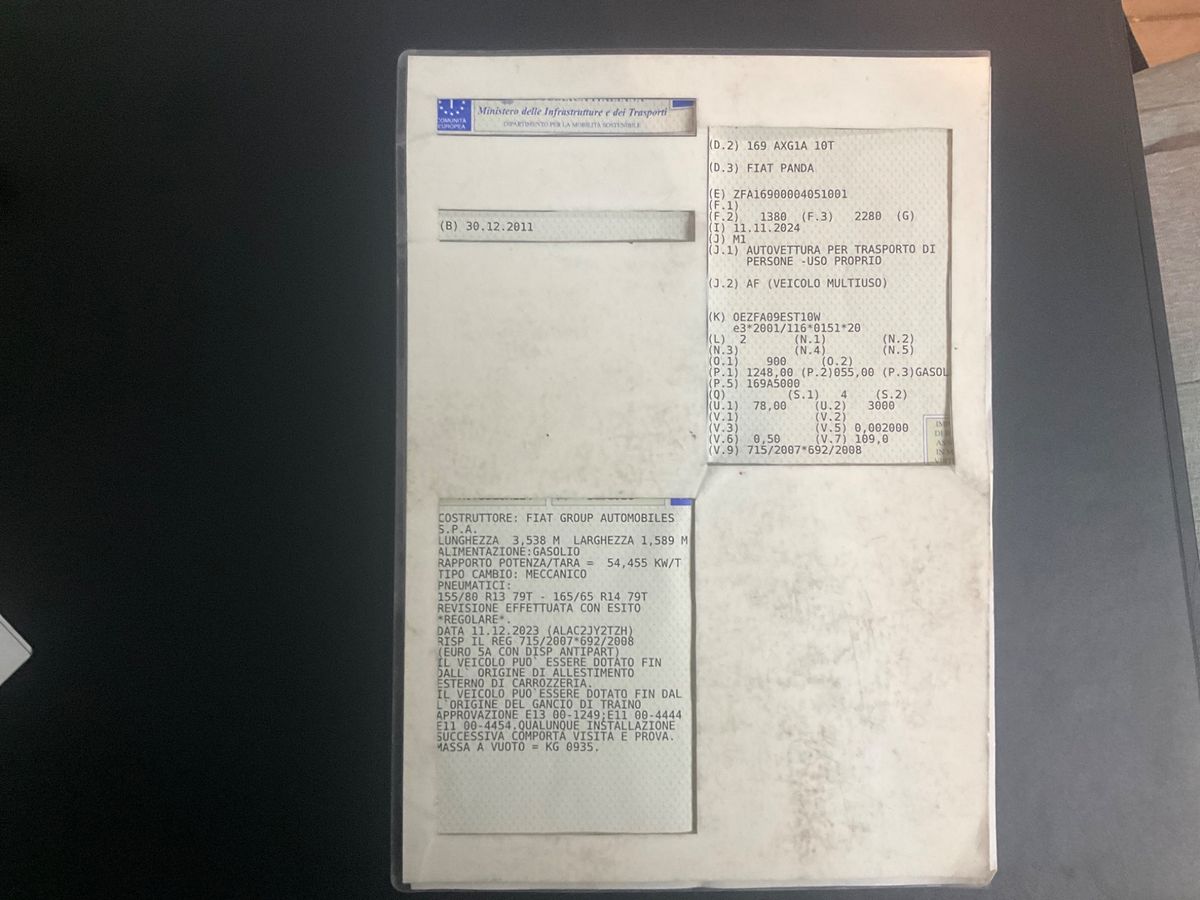 COMUNITA
EUROPEA
Ministero delle Infrastrutture e dei Trasporti
DIPARTIMENTO PER LA MOBILITÀ SOSTENIBILE
(B) 30.12.2011
COSTRUTTORE: FIAT GROUP AUTOMOBILES
S.P.A.
LUNGHEZZA 3,538 M LARGHEZZA 1,589 M
ALIMENTAZIONE:GASOLIO
RAPPORTO POTENZA/TARA = 54,455 KW/T
TIPO CAMBIO: MECCANICO
PNEUMATICI:
155/80 R13 79T - 165/65 R14 79T
REVISIONE EFFETTUATA CON ESITO
*REGOLARE*.
DATA 11.12.2023 (ALAC2JY2TZH)
RISP IL REG 715/2007*692/2008
(EURO 5A CON DISP ANTIPART)
IL VEICOLO PUO` ESSERE DOTATO FIN
DALL` ORIGINE DI ALLESTIMENTO
ESTERNO DI CARROZZERIA.
IL VEICOLO PUO`ESSERE DOTATO FIN DAL
L`ORIGINE DEL GANCIO DI TRAINO
APPROVAZIONE E13 00-1249;E11 00-4444
E11 00-4454.QUALUNQUE INSTALLAZIONE
SUCCESSIVA COMPORTA VISITA E PROVA.
MASSA A VUOTO = KG 0935.
(D.2) 169 AXG1A 10T
(D.3) FIAT PANDA
(E) ZFA16900004051001
(F.1)
(F.2) 1380 (F.3) 2280 (G)
(I) 11.11.2024
(J) M1
(J.1) AUTOVETTURA PER TRASPORTO DI
PERSONE -USO PROPRIO
(J.2) AF (VEICOLO MULTIUSO)
(K) OEZFA09EST10W
e3*2001/116*0151*20
(L) 2 (N.1) (N.2)
(N.3) (N.4) (N.5)
(O.1) 900 (O.2)
(P.1) 1248,00 (P.2)055,00 (P.3)GASOL
(P.5) 169A5000
(Q) (S.1) 4 (S.2)
(U.1) 78,00 (U.2) 3000
(V.1) (V.2)
(V.3) (V.5) 0,002000
(V.6) 0,50 (V.7) 109,0
(V.9) 715/2007*692/2008